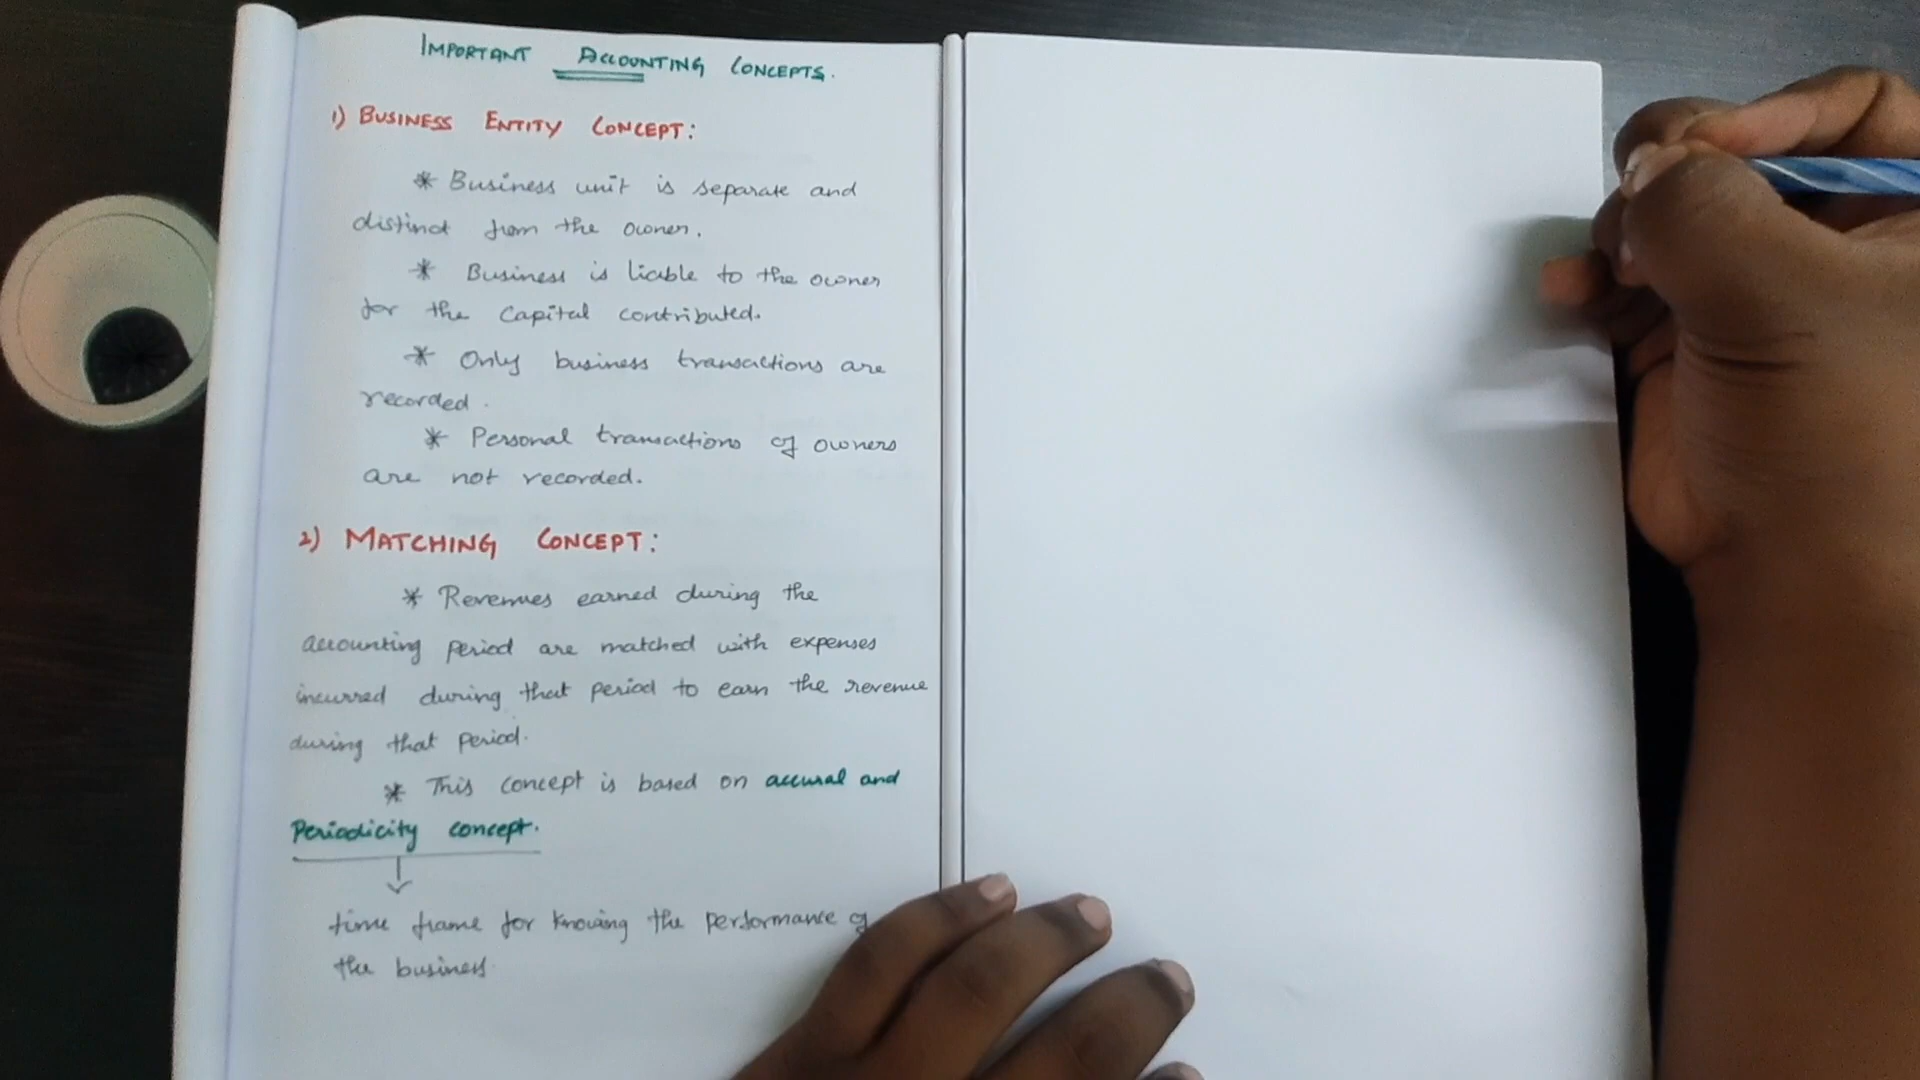 IMPORTANT ACCOUNTING CONCEPTS.
1) BUSINESS ENTITY CONCEPT:
* Business unit is separate and
distinct from the owner.
* Business is liable to the owner
for the capital contributed.
* Only business transactions are
recorded.
* Personal transactions of owners
are not recorded.
2) MATCHING CONCEPT:
* Revenues earned during the
accounting period are matched with expenses
incurred during that period to earn the revenue
during that period.
* This concept is based on accural and
Periodicity concept.
time frame for knowing the performance of
the business.